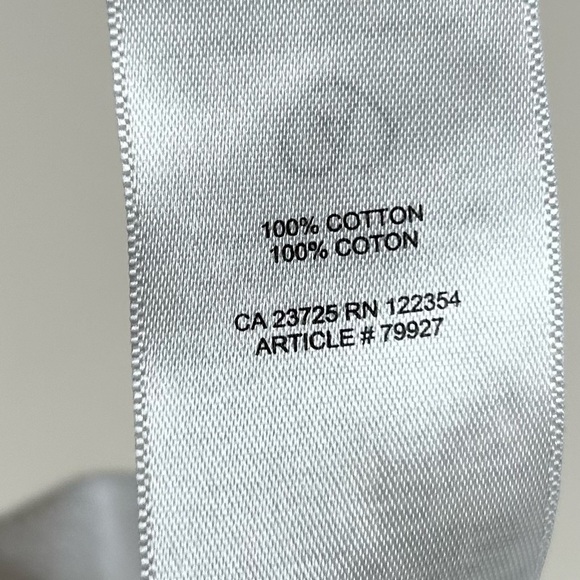 100% COTTON
100% COTON
CA 23725 RN 122354
ARTICLE # 79927